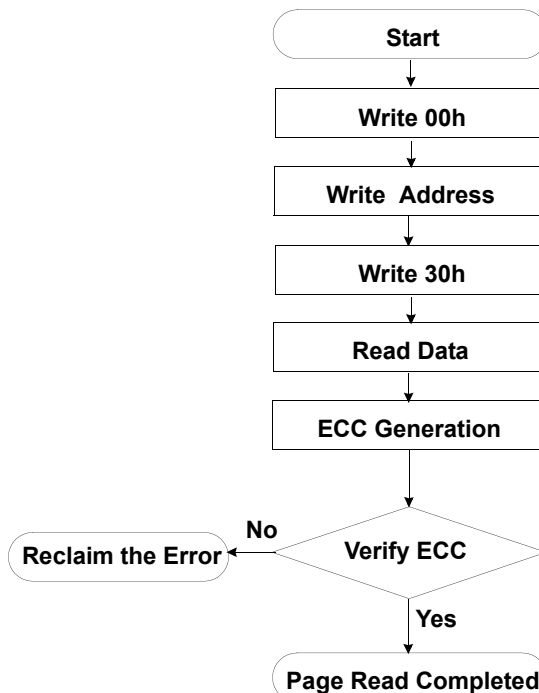 Start
Write 00h
Write Address
Write 30h
Read Data
ECC Generation
No
Reclaim the Error
Verify ECC
Yes
Page Read Completed